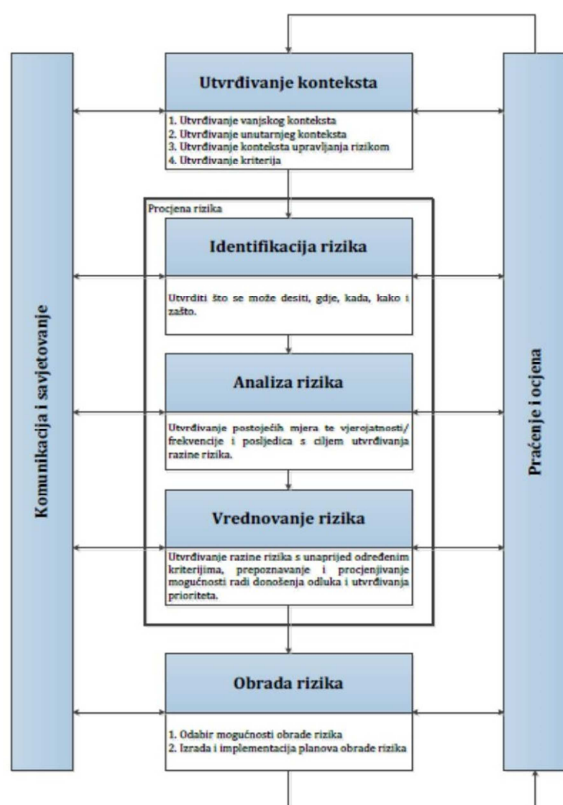 Utvrđivanje konteksta
1. Utvrđivanje vanjskog konteksta
2. Utvrđivanje unutarnjeg konteksta
3. Utvrđivanje konteksta upravljanja rizikom
4. Utvrđivanje kriterija
Procjena rizika
Identifikacija rizika
Utvrditi što se može desiti, gdje, kada, kako i
zašto.
Analiza rizika
Utvrđivanje postojećih mjera te vjerojatnosti/
frekvencije i posljedica s ciljem utvrđivanja
razine rizika.
Vrednovanje rizika
Utvrđivanje razine rizika s unaprijed određenim
kriterijima, prepoznavanje i procjenjivanje
mogućnosti radi donošenja odluka i utvrđivanja
prioriteta.
Obrada rizika
1. Odabir mogućnosti obrade rizika
2. Izrada i implementacija planova obrade rizika
Komunikacija i savjetovanje
Praćenje i ocjena